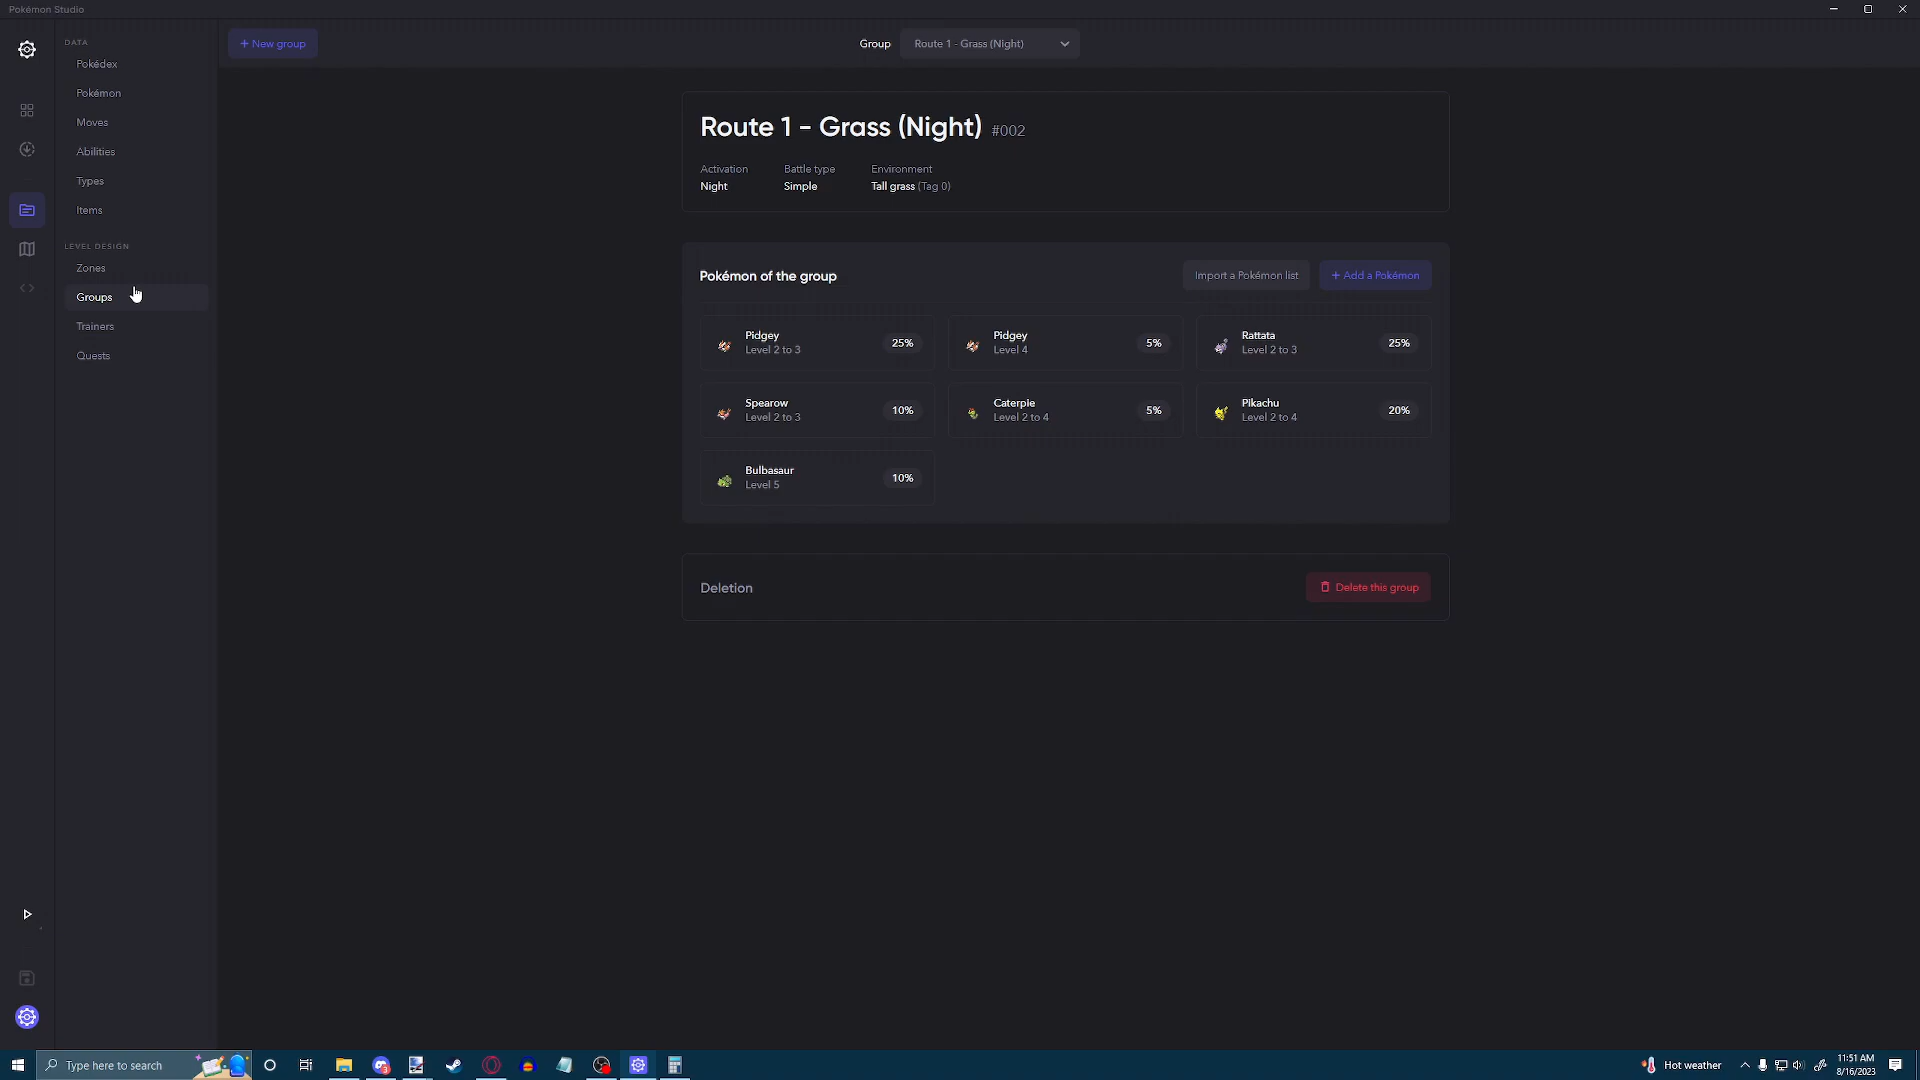 Pokémon Studio
DATA
Pokédex
Pokémon
Moves
Abilities
Types
Items
LEVEL DESIGN
Zones
Groups
Trainers
Quests
+ New group
Group
Route 1 - Grass (Night)
Route 1 - Grass (Night) #002
Activation Battle type Environment
Night Simple Tall grass (Tag 0)
Pokémon of the group
Import a Pokémon list
+ Add a Pokémon
Pidgey
Level 2 to 3
25%
Pidgey
Level 4
5%
Rattata
Level 2 to 3
25%
Spearow
Level 2 to 3
10%
Caterpie
Level 2 to 4
5%
Pikachu
Level 2 to 4
20%
Bulbasaur
Level 5
10%
Deletion
Delete this group
Type here to search
Hot weather
11:51 AM
8/16/2023